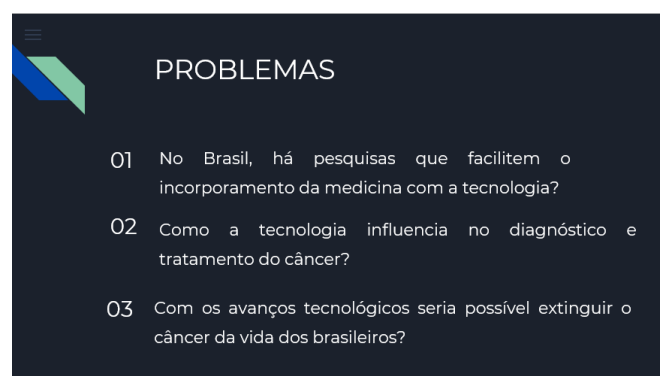 PROBLEMAS
01 No Brasil, há pesquisas que facilitem o
incorporamento da medicina com a tecnologia?
02 Como a tecnologia influencia no diagnóstico e
tratamento do câncer?
03 Com os avanços tecnológicos seria possível extinguir o
câncer da vida dos brasileiros?